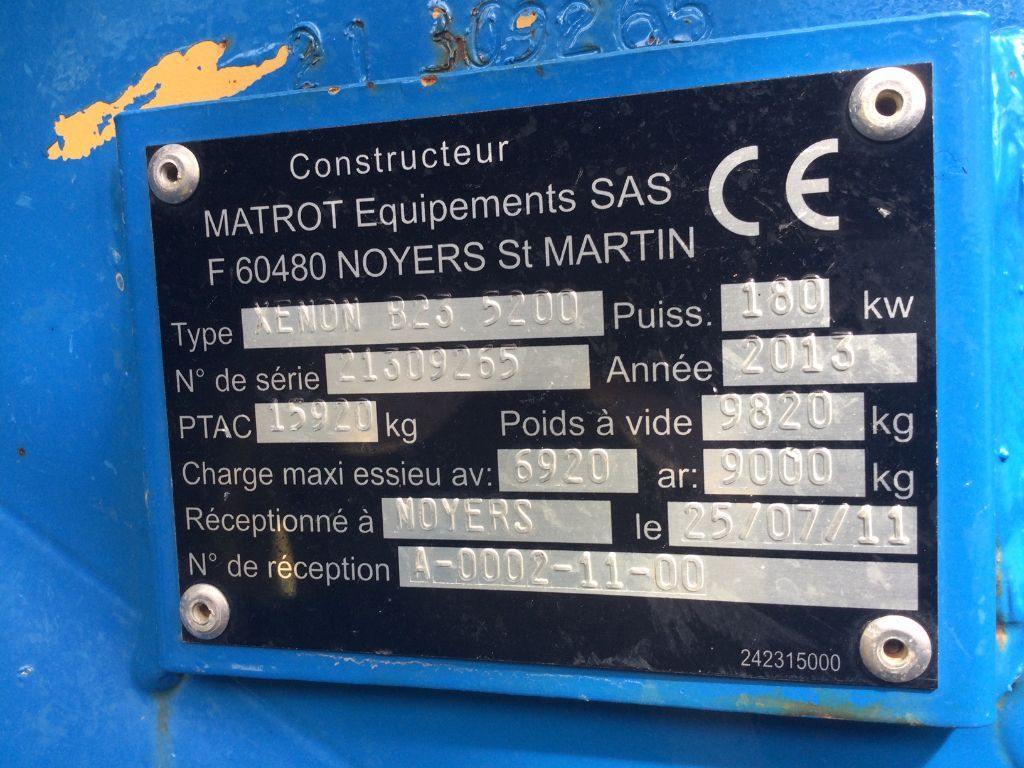 21 309265
Constructeur
MATROT Equipements SAS CE
F 60480 NOYERS St MARTIN
Type XENON B23 5200 Puiss. 180 kw
N° de série 21309265 Année 2013
PTAC 15920 kg Poids à vide 9820 kg
Charge maxi essieu av: 6920 ar: 9000 kg
Réceptionné à NOYERS le 25/07/11
N° de réception A-0002-11-00
242315000